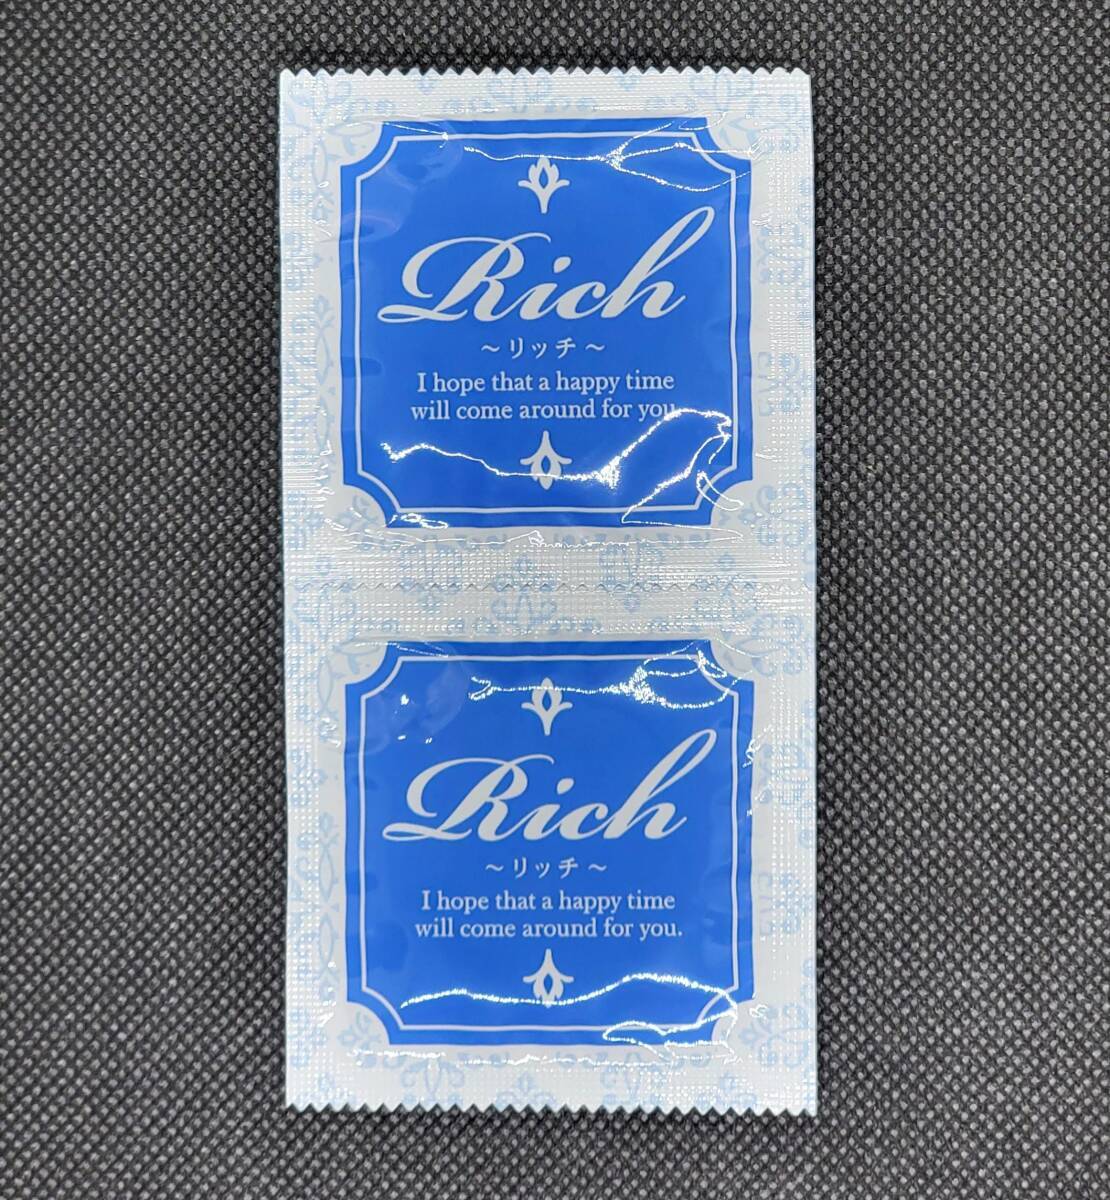 Rich
～リッチ～
I hope that a happy time
will come around for you.
Rich
～リッチ～
I hope that a happy time
will come around for you.